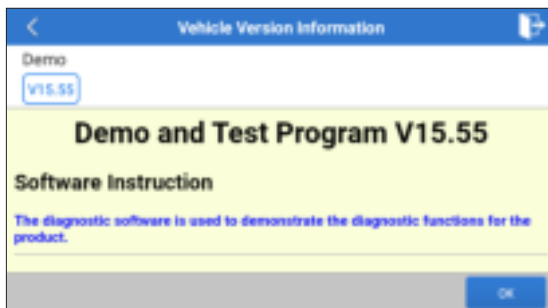 Vehicle Version Information
Demo
V15.55
Demo and Test Program V15.55
Software Instruction
The diagnostic software is used to demonstrate the diagnostic functions for the
product.
OK